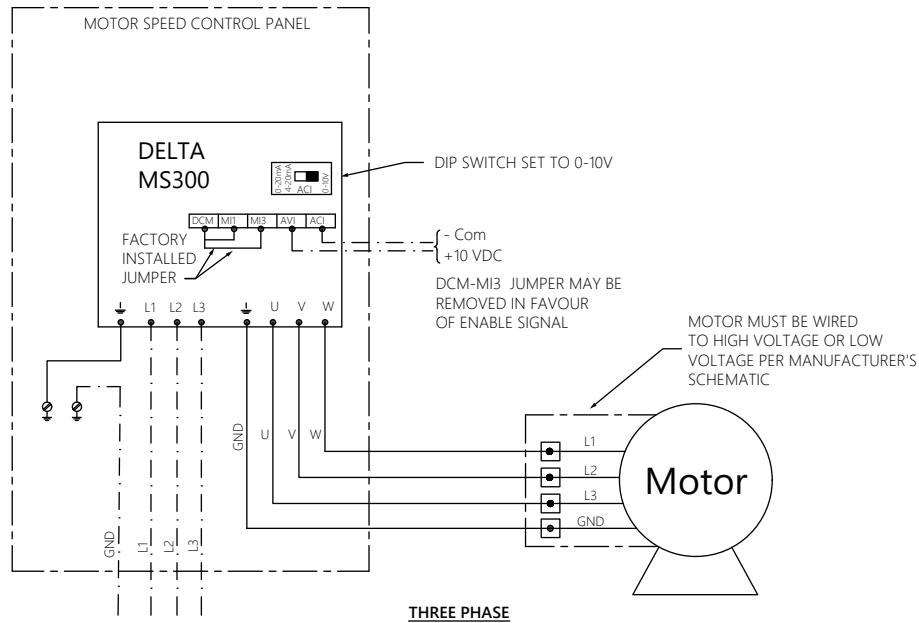 MOTOR SPEED CONTROL PANEL
DELTA
MS300
0-20mA
4-20mA
ACI
0-10V
DIP SWITCH SET TO 0-10V
DCM MI1 MI3 AVI ACI
FACTORY
INSTALLED
JUMPER
- Com
+10 VDC
DCM-MI3 JUMPER MAY BE
REMOVED IN FAVOUR
OF ENABLE SIGNAL
L1 L2 L3 U V W
MOTOR MUST BE WIRED
TO HIGH VOLTAGE OR LOW
VOLTAGE PER MANUFACTURER'S
SCHEMATIC
GND U V W
L1
L2
L3
GND
Motor
GND L1 L2 L3
THREE PHASE